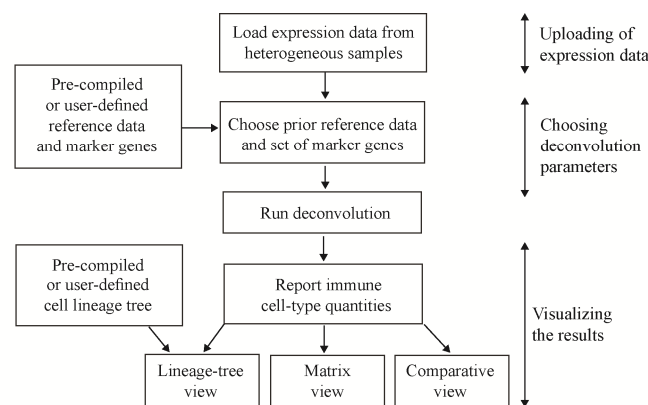 Load expression data from
heterogeneous samples
Uploading of
expression data
Pre-compiled
or user-defined
reference data
and marker genes
Choose prior reference data
and set of marker genes
Choosing
deconvolution
parameters
Run deconvolution
Pre-compiled
or user-defined
cell lineage tree
Report immune
cell-type quantities
Visualizing
the results
Lineage-tree
view
Matrix
view
Comparative
view